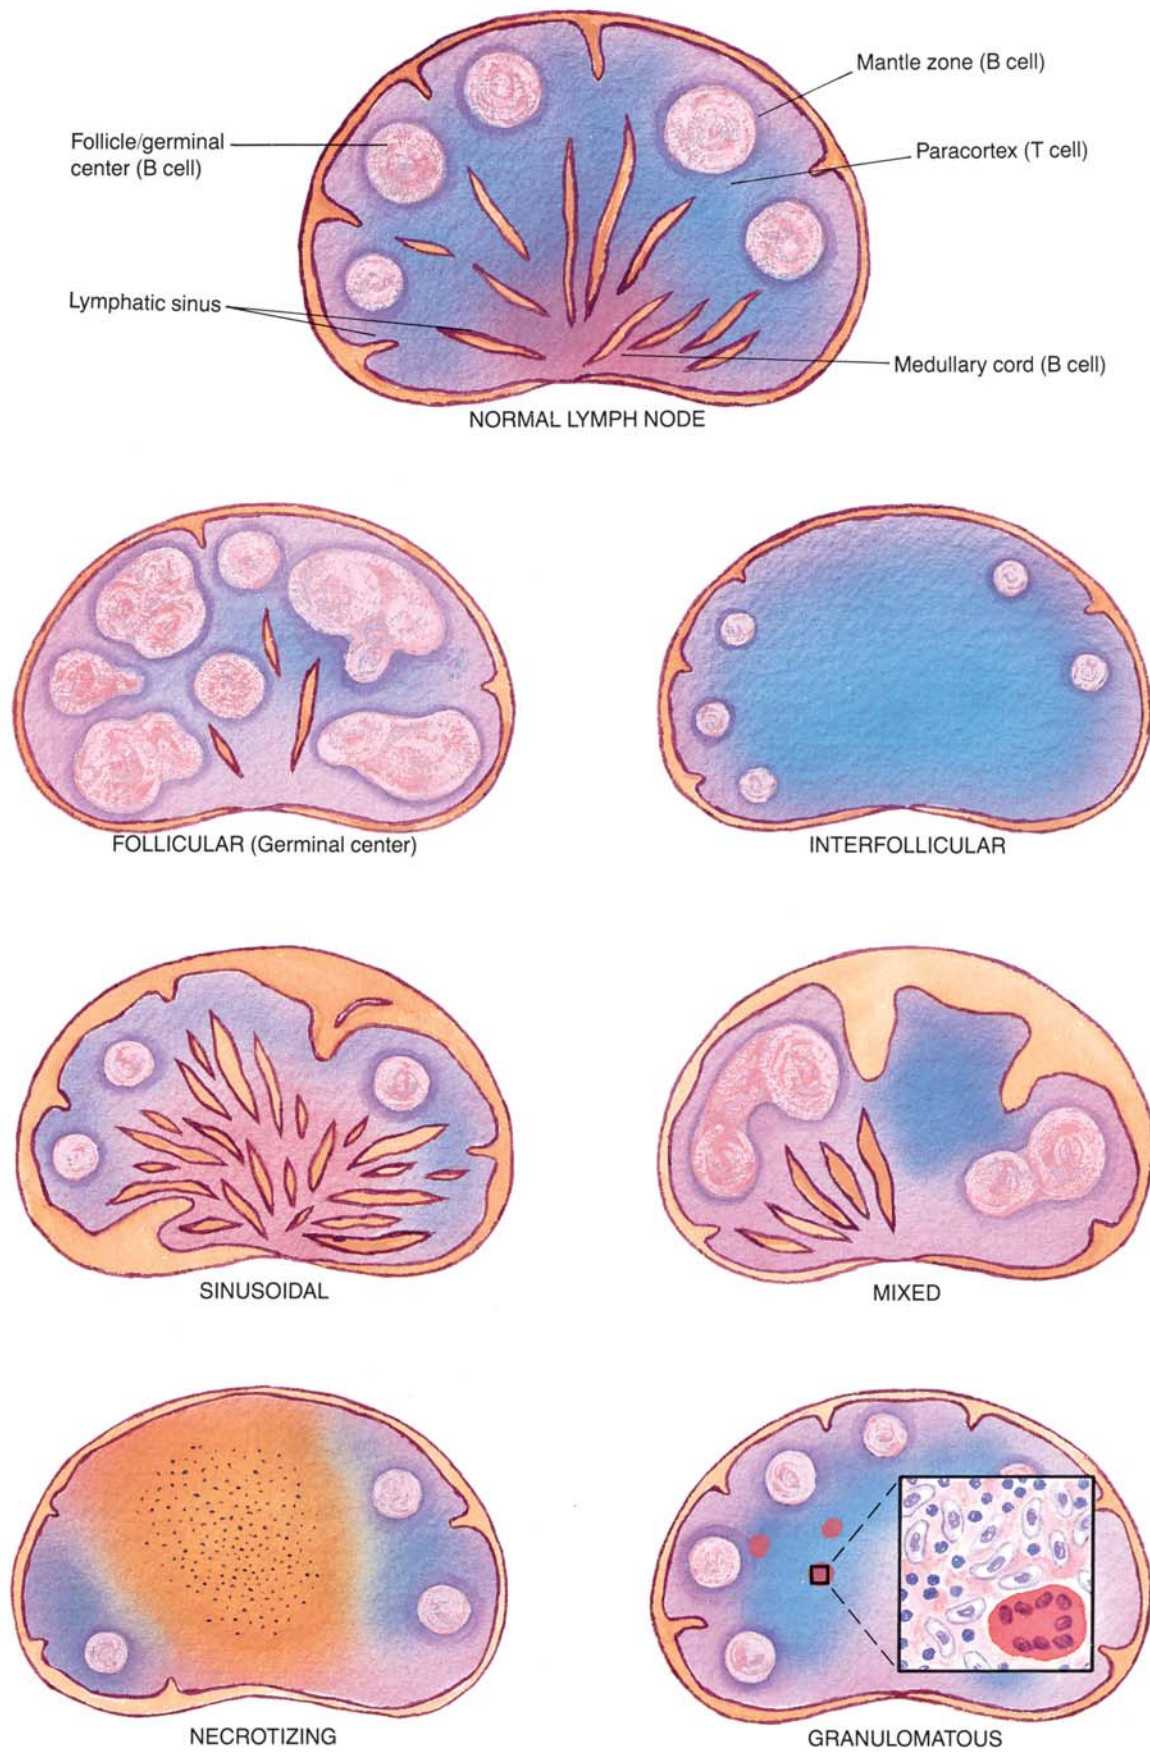 Mantle zone (B cell)
Follicle/germinal
center (B cell)
Paracortex (T cell)
Lymphatic sinus
Medullary cord (B cell)
NORMAL LYMPH NODE
FOLLICULAR (Germinal center)
INTERFOLLICULAR
SINUSOIDAL
MIXED
NECROTIZING
GRANULOMATOUS